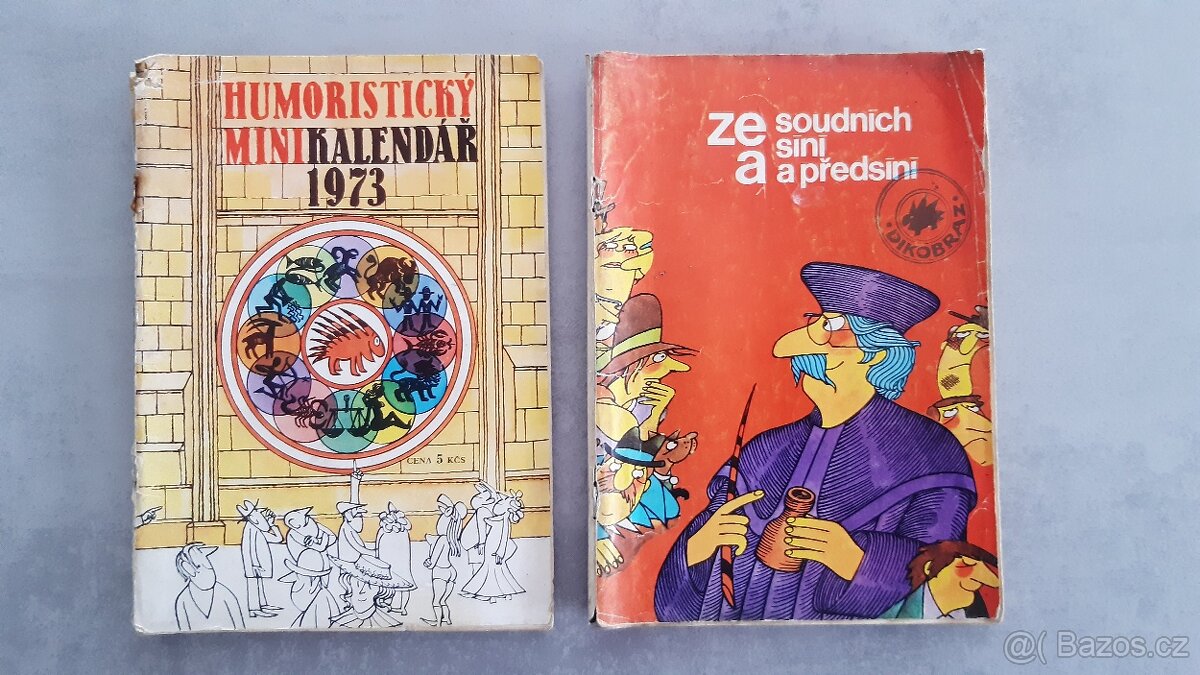 HUMORISTICKÝ
MINIKALENDÁŘ
1973
CENA 5 KČS
ze soudních
síní
a a předsíní
DIKOBRAZ
@( Bazos.cz